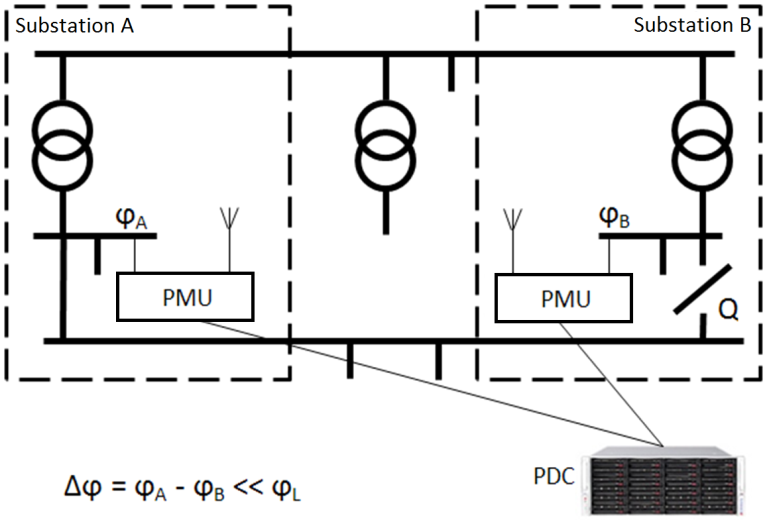 Substation A
Substation B
φA
φB
PMU
PMU
Q
PDC
Δφ = φA - φB << φL